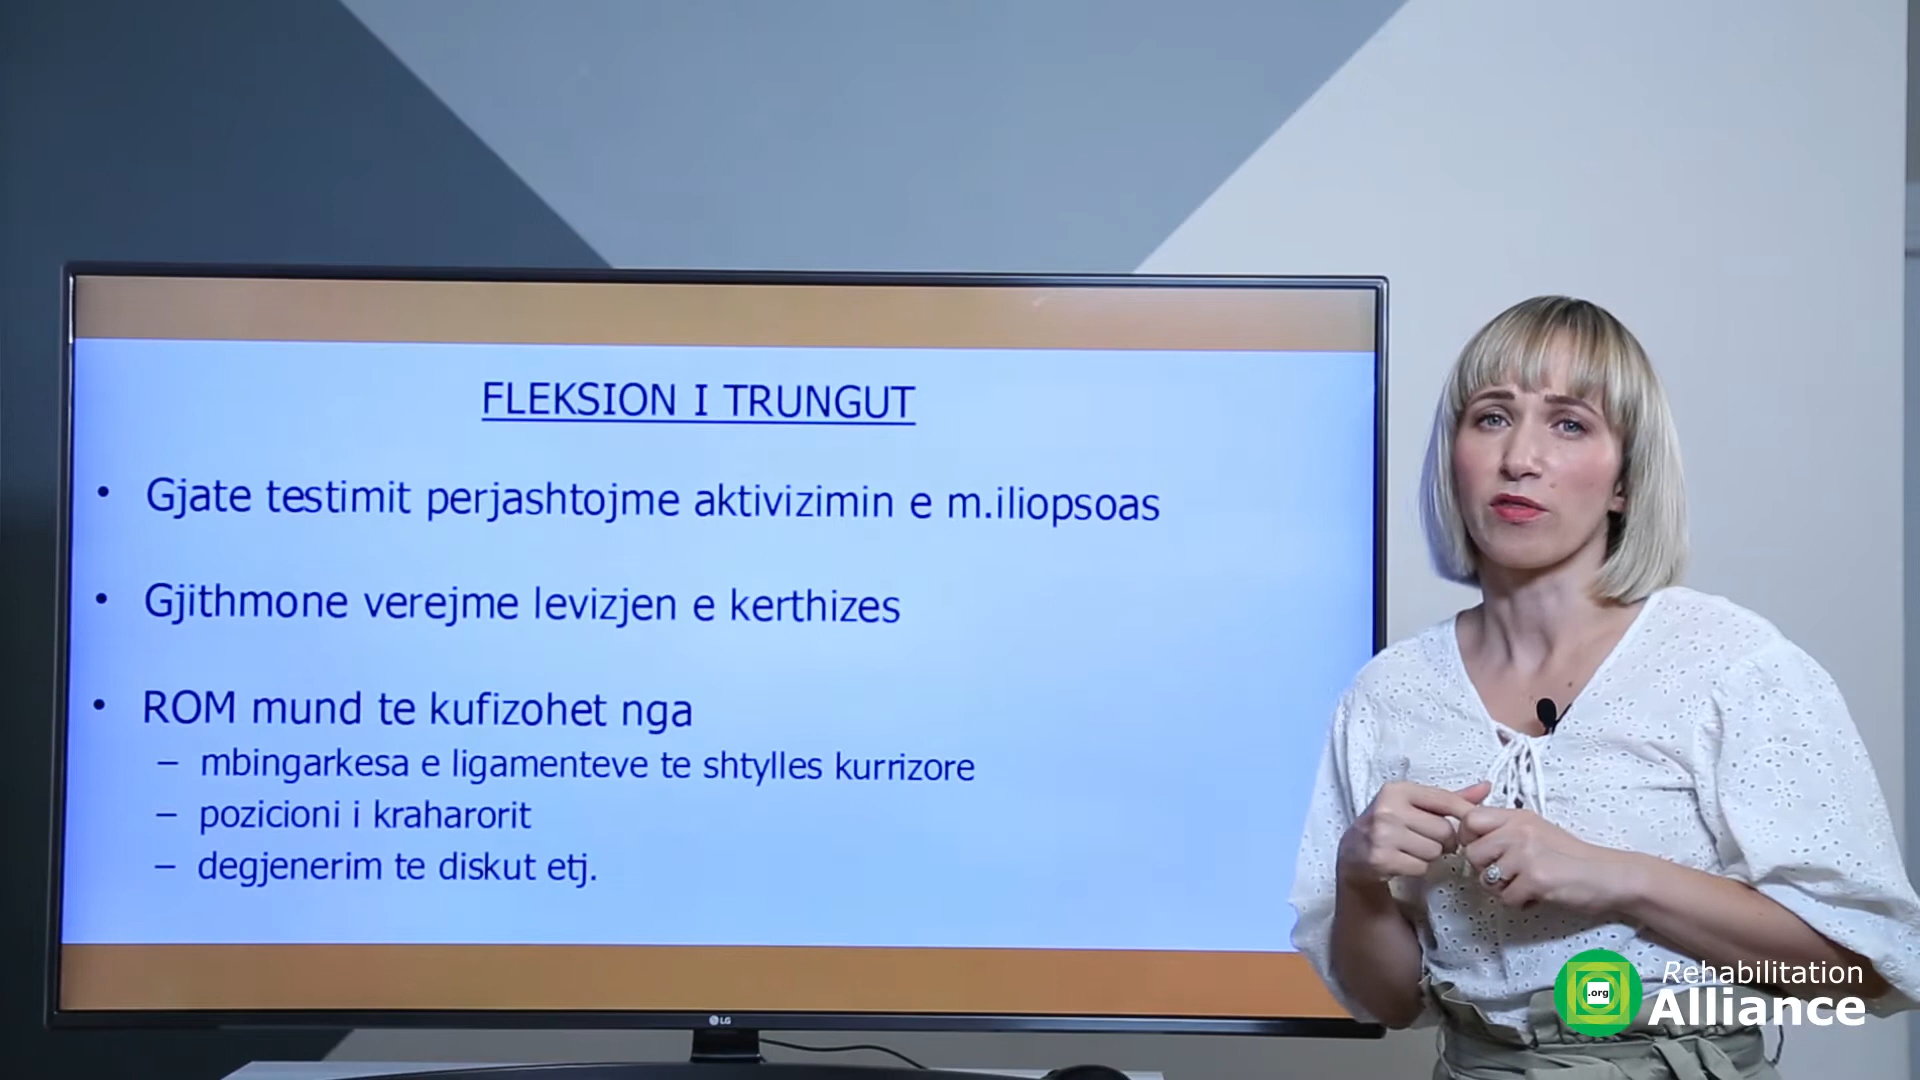 FLEKSION I TRUNGUT
• Gjate testimit perjashtojme aktivizimin e m.iliopsoas
• Gjithmone verejme levizjen e kerthizes
• ROM mund te kufizohet nga
– mbingarkesa e ligamenteve te shtylles kurrizore
– pozicioni i kraharorit
– degjenerim te diskut etj.
LG
.org
Rehabilitation
Alliance